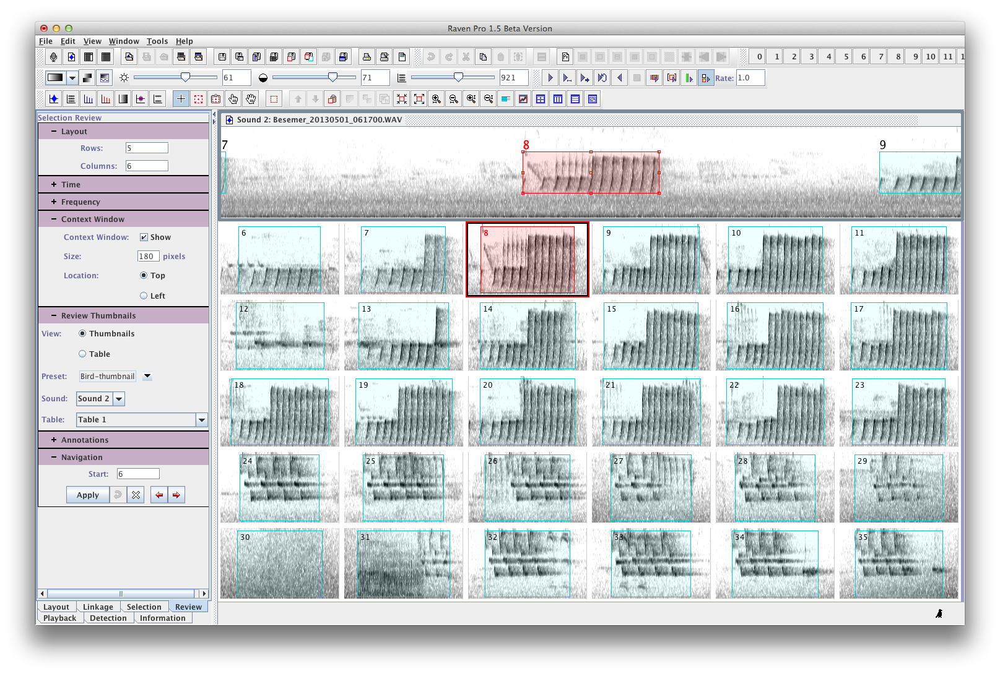 Raven Pro 1.5 Beta Version
File Edit View Window Tools Help
0 1 2 3 4 5 6 7 8 9 10 11 1
61 71 921 Rate: 1.0
Selection Review
− Layout
Rows: 5
Columns: 6
+ Time
+ Frequency
− Context Window
Context Window: Show
Size: 180 pixels
Location: Top
Left
− Review Thumbnails
View: Thumbnails
Table
Preset: Bird-thumbnail
Sound: Sound 2
Table: Table 1
+ Annotations
− Navigation
Start: 6
Apply
Layout Linkage Selection Review
Playback Detection Information
Sound 2: Besemer_20130501_061700.WAV
7 8 9
6 7 8 9 10 11
12 13 14 15 16 17
18 19 20 21 22 23
24 25 26 27 28 29
30 31 32 33 34 35